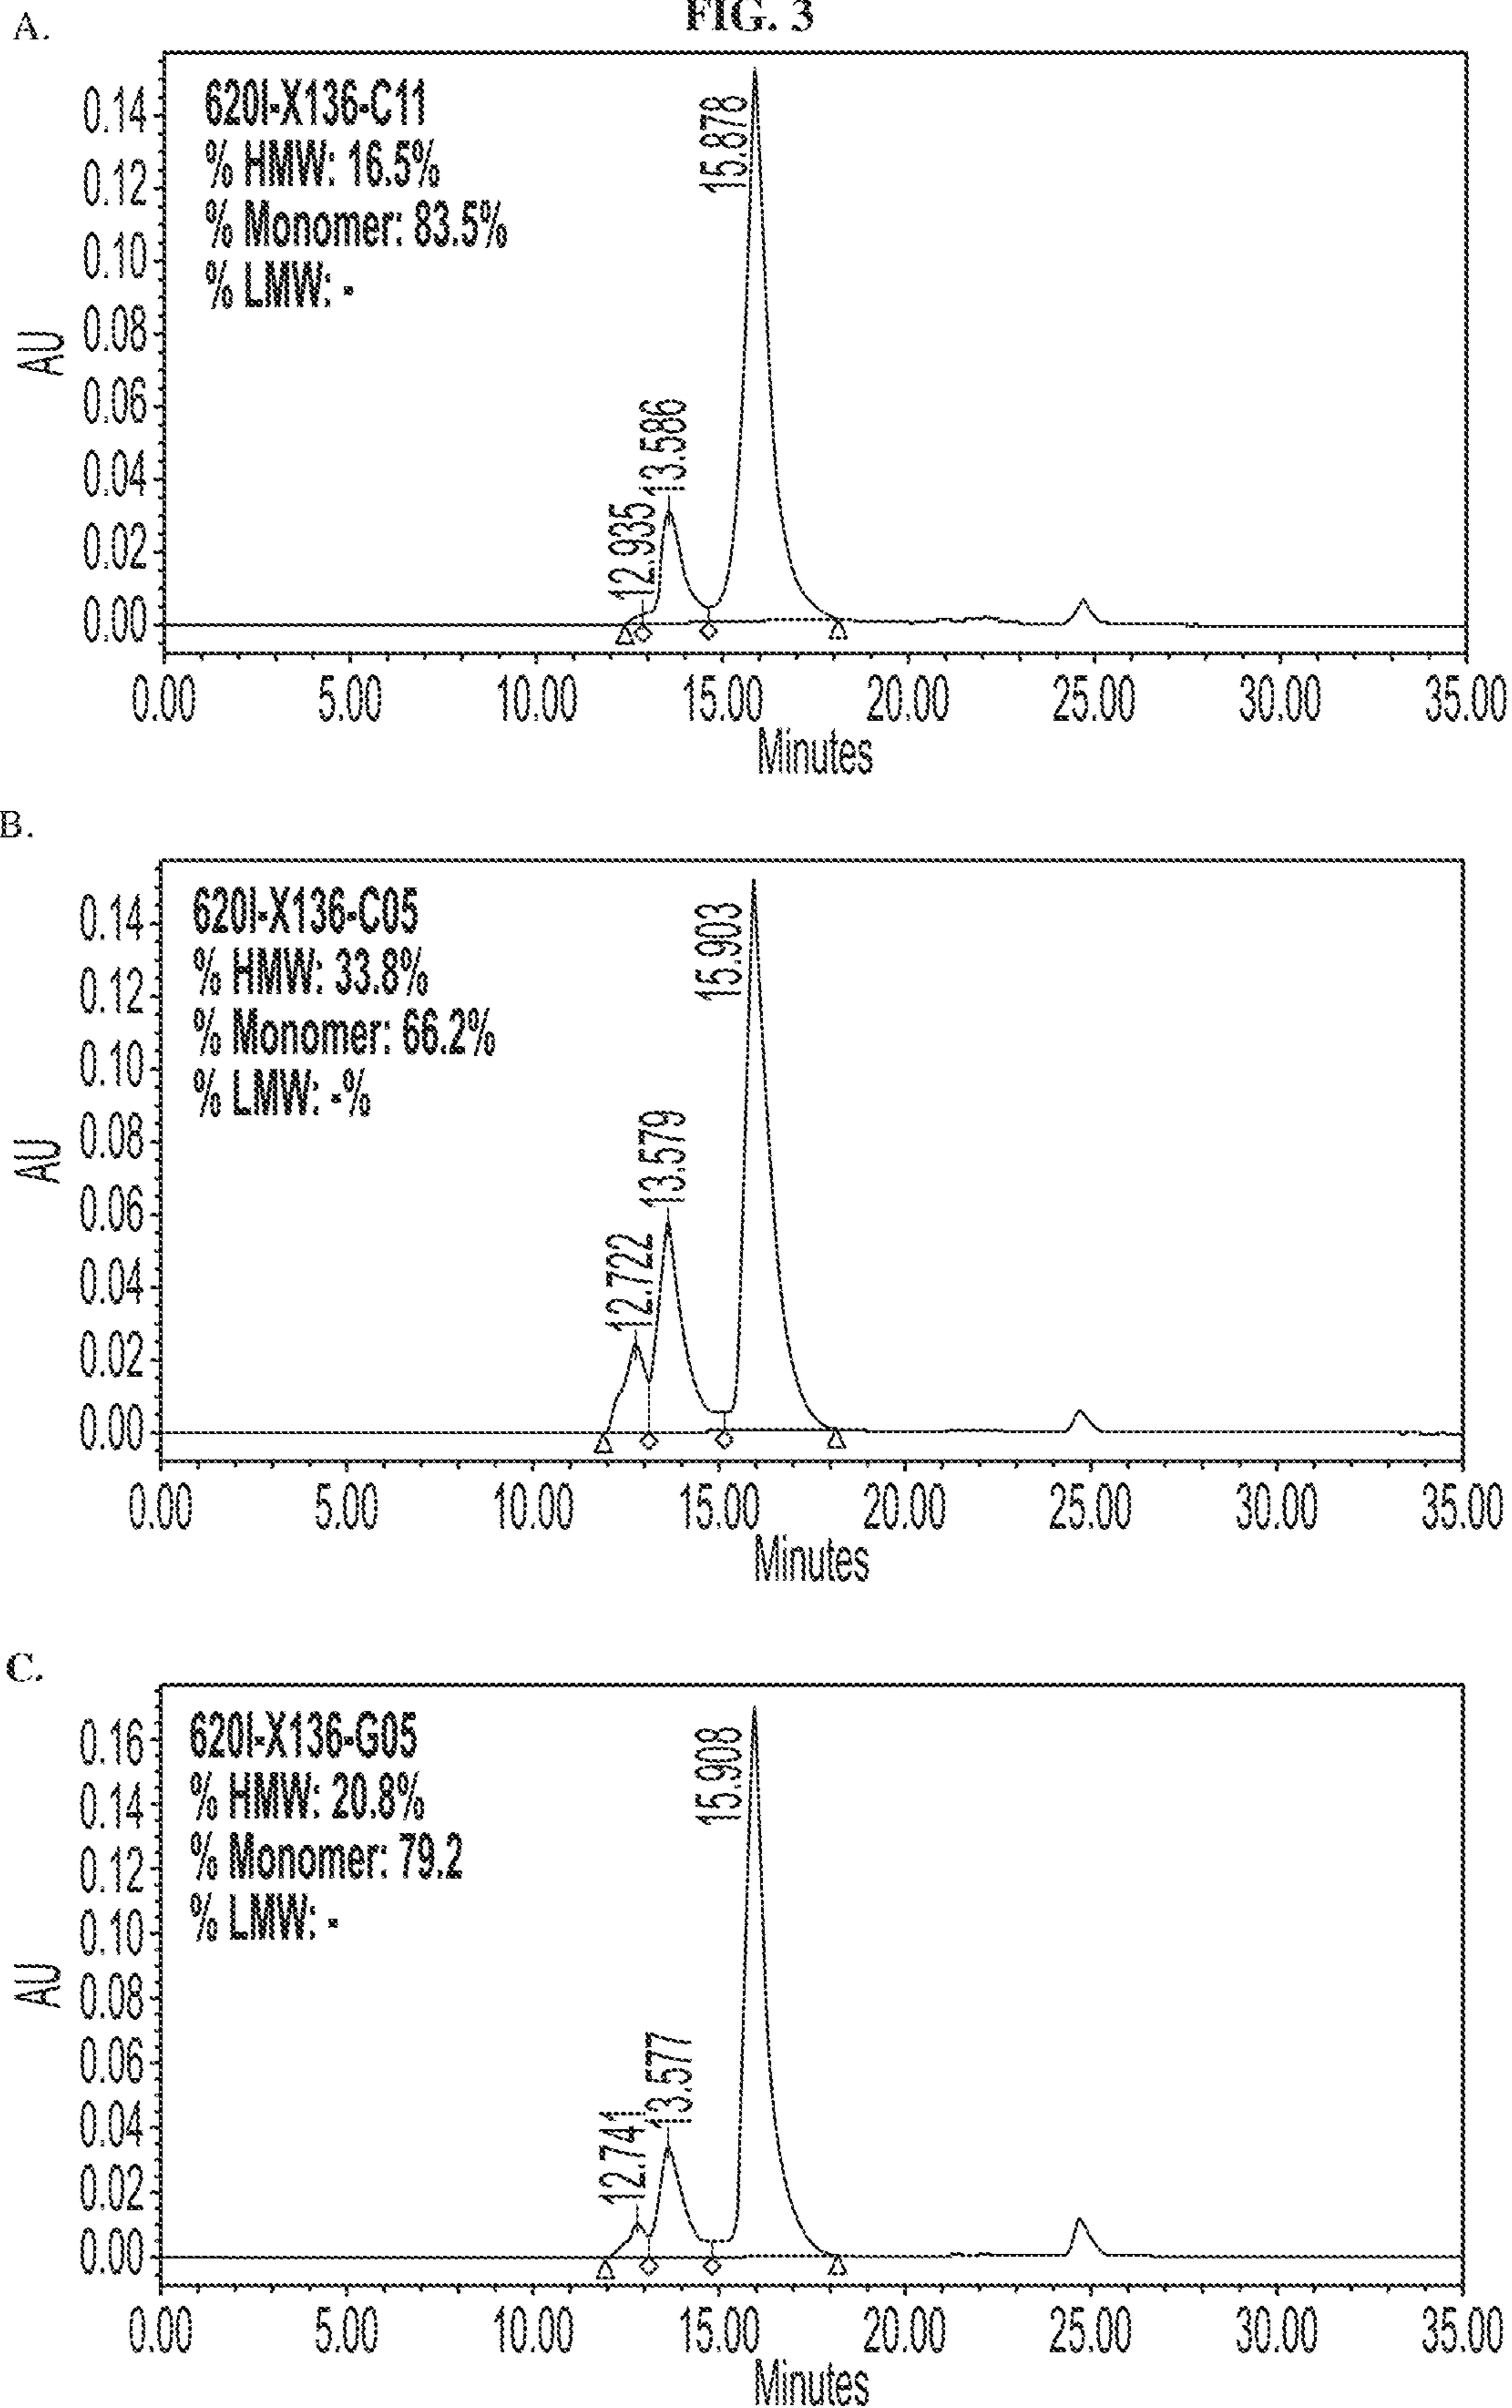 FIG. 3
A.
620I-X136-C11
% HMW: 16.5%
% Monomer: 83.5%
% LMW: -
AU
0.14
0.12
0.10
0.08
0.06
0.04
0.02
0.00
12.935
13.586
15.878
0.00 5.00 10.00 15.00 20.00 25.00 30.00 35.00
Minutes
B.
620I-X136-C05
% HMW: 33.8%
% Monomer: 66.2%
% LMW: -%
AU
0.14
0.12
0.10
0.08
0.06
0.04
0.02
0.00
12.722
13.579
15.903
0.00 5.00 10.00 15.00 20.00 25.00 30.00 35.00
Minutes
C.
620I-X136-G05
% HMW: 20.8%
% Monomer: 79.2
% LMW: -
AU
0.16
0.14
0.12
0.10
0.08
0.06
0.04
0.02
0.00
12.741
13.577
15.908
0.00 5.00 10.00 15.00 20.00 25.00 30.00 35.00
Minutes